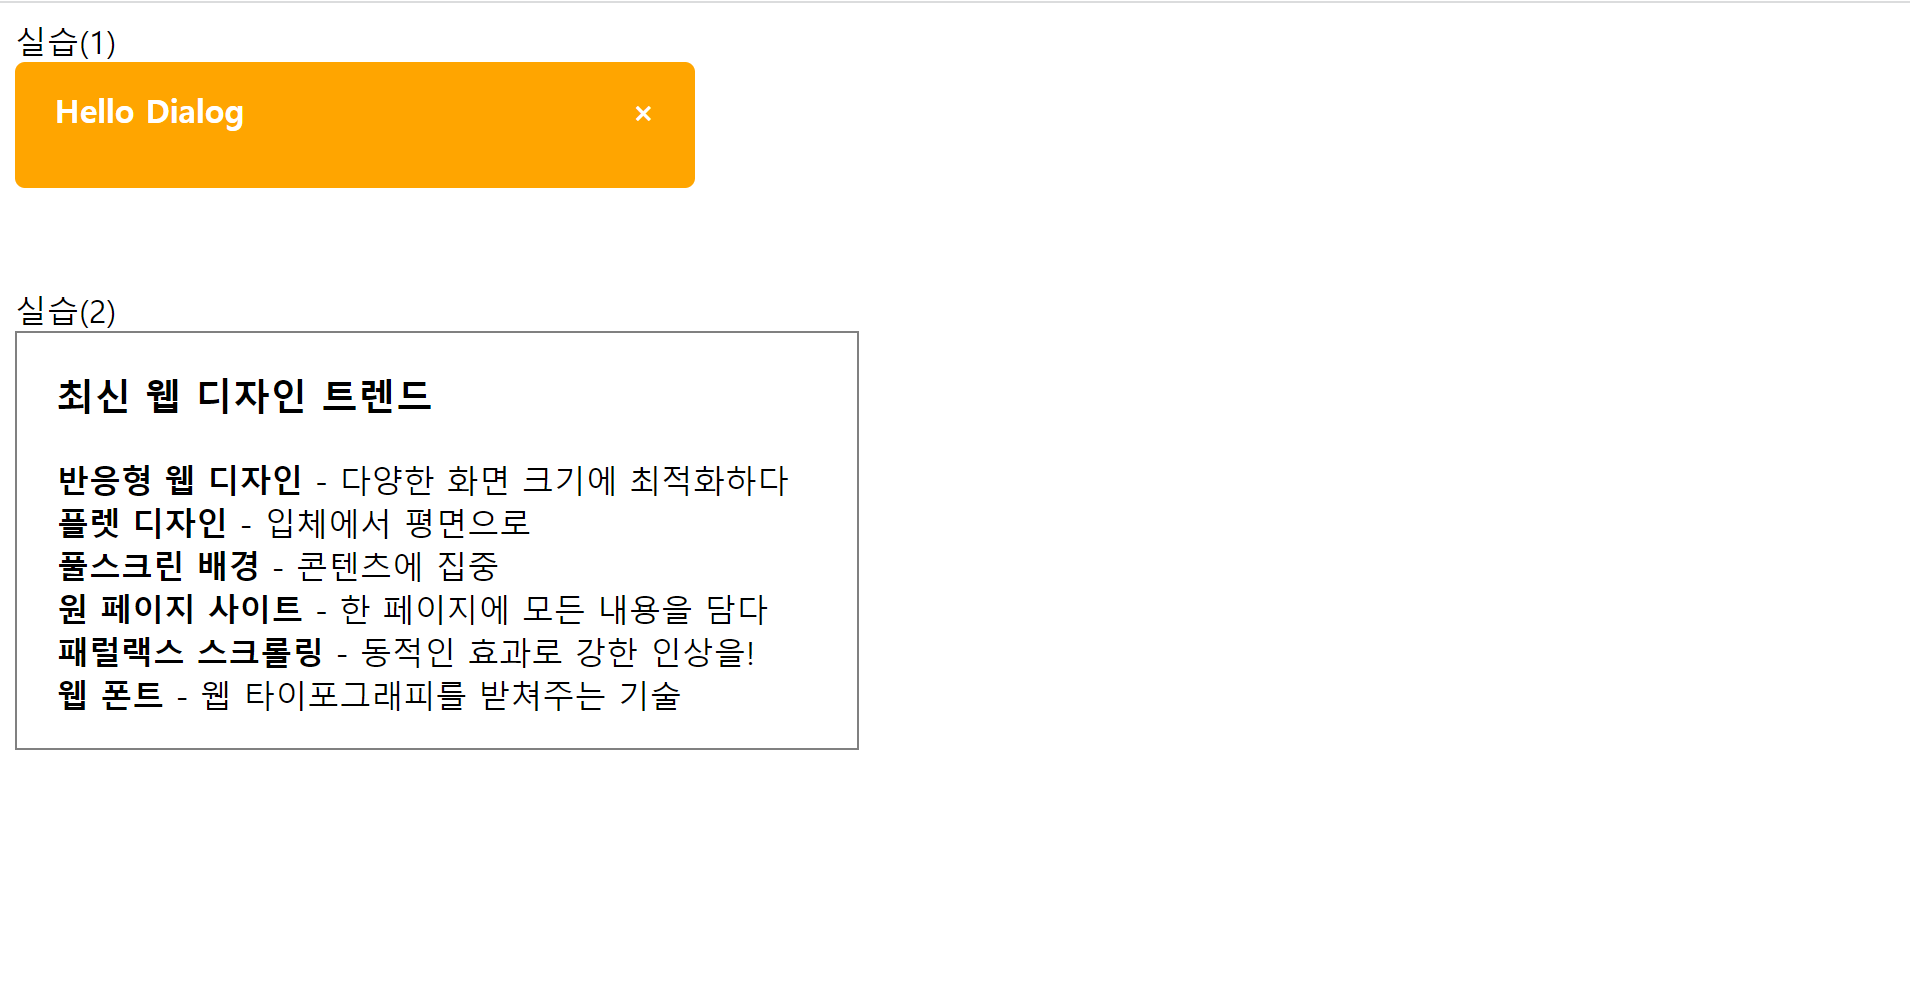 실습(1)
Hello Dialog ×
실습(2)
최신 웹 디자인 트렌드
반응형 웹 디자인 - 다양한 화면 크기에 최적화하다
플렛 디자인 - 입체에서 평면으로
풀스크린 배경 - 콘텐츠에 집중
원 페이지 사이트 - 한 페이지에 모든 내용을 담다
패럴랙스 스크롤링 - 동적인 효과로 강한 인상을!
웹 폰트 - 웹 타이포그래피를 받쳐주는 기술